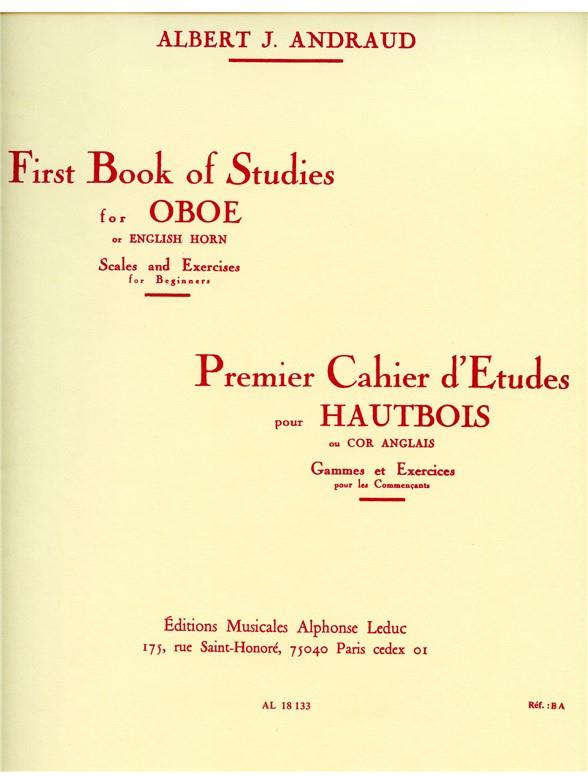 ALBERT J. ANDRAUD
First Book of Studies
for OBOE
or ENGLISH HORN
Scales and Exercises
for Beginners
Premier Cahier d'Etudes
pour HAUTBOIS
ou COR ANGLAIS
Gammes et Exercices
pour les Commençants
Éditions Musicales Alphonse Leduc
175, rue Saint-Honoré, 75040 Paris cedex 01
AL 18 133
Réf. : BA